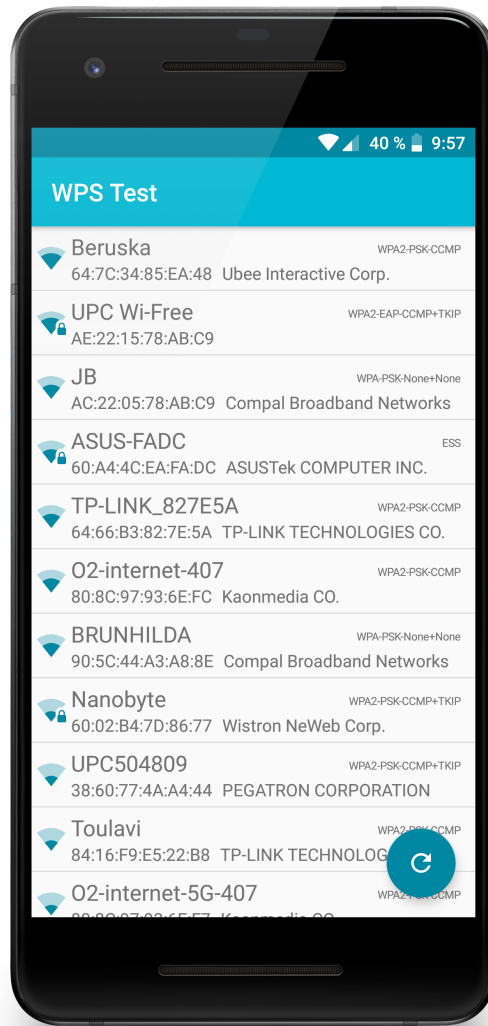 40 % 9:57
WPS Test
Beruska WPA2-PSK-CCMP
64:7C:34:85:EA:48 Ubee Interactive Corp.
UPC Wi-Free WPA2-EAP-CCMP+TKIP
AE:22:15:78:AB:C9
JB WPA-PSK-None+None
AC:22:05:78:AB:C9 Compal Broadband Networks
ASUS-FADC ESS
60:A4:4C:EA:FA:DC ASUSTek COMPUTER INC.
TP-LINK_827E5A WPA2-PSK-CCMP
64:66:B3:82:7E:5A TP-LINK TECHNOLOGIES CO.
O2-internet-407 WPA2-PSK-CCMP
80:8C:97:93:6E:FC Kaonmedia CO.
BRUNHILDA WPA-PSK-None+None
90:5C:44:A3:A8:8E Compal Broadband Networks
Nanobyte WPA2-PSK-CCMP+TKIP
60:02:B4:7D:86:77 Wistron NeWeb Corp.
UPC504809 WPA2-PSK-CCMP+TKIP
38:60:77:4A:A4:44 PEGATRON CORPORATION
Toulavi WPA2-PSK-CCMP
84:16:F9:E5:22:B8 TP-LINK TECHNOLOG
O2-internet-5G-407 WPA2-PSK-CCMP